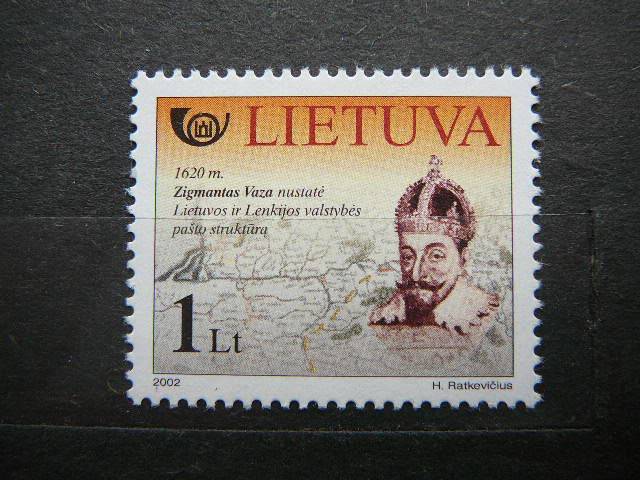 LIETUVA
1620 m.
Zigmantas Vaza nustatė
Lietuvos ir Lenkijos valstybės
pašto struktūrą
1 Lt
2002
H. Ratkevičius